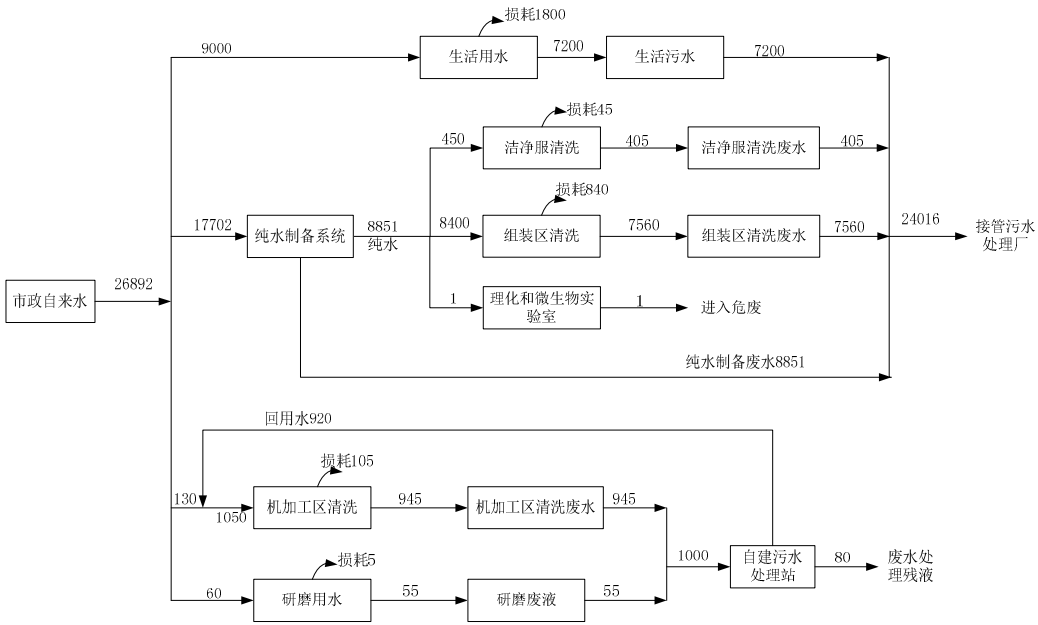 损耗1800
9000
生活用水
7200
生活污水
7200
损耗45
450
洁净服清洗
405
洁净服清洗废水
405
损耗840
17702
纯水制备系统
8851
纯水
8400
组装区清洗
7560
组装区清洗废水
7560
24016
接管污水
处理厂
26892
市政自来水
1
理化和微生物实
验室
1
进入危废
纯水制备废水8851
回用水920
损耗105
130
1050
机加工区清洗
945
机加工区清洗废水
945
损耗5
60
研磨用水
55
研磨废液
55
1000
自建污水
处理站
80
废水处
理残液